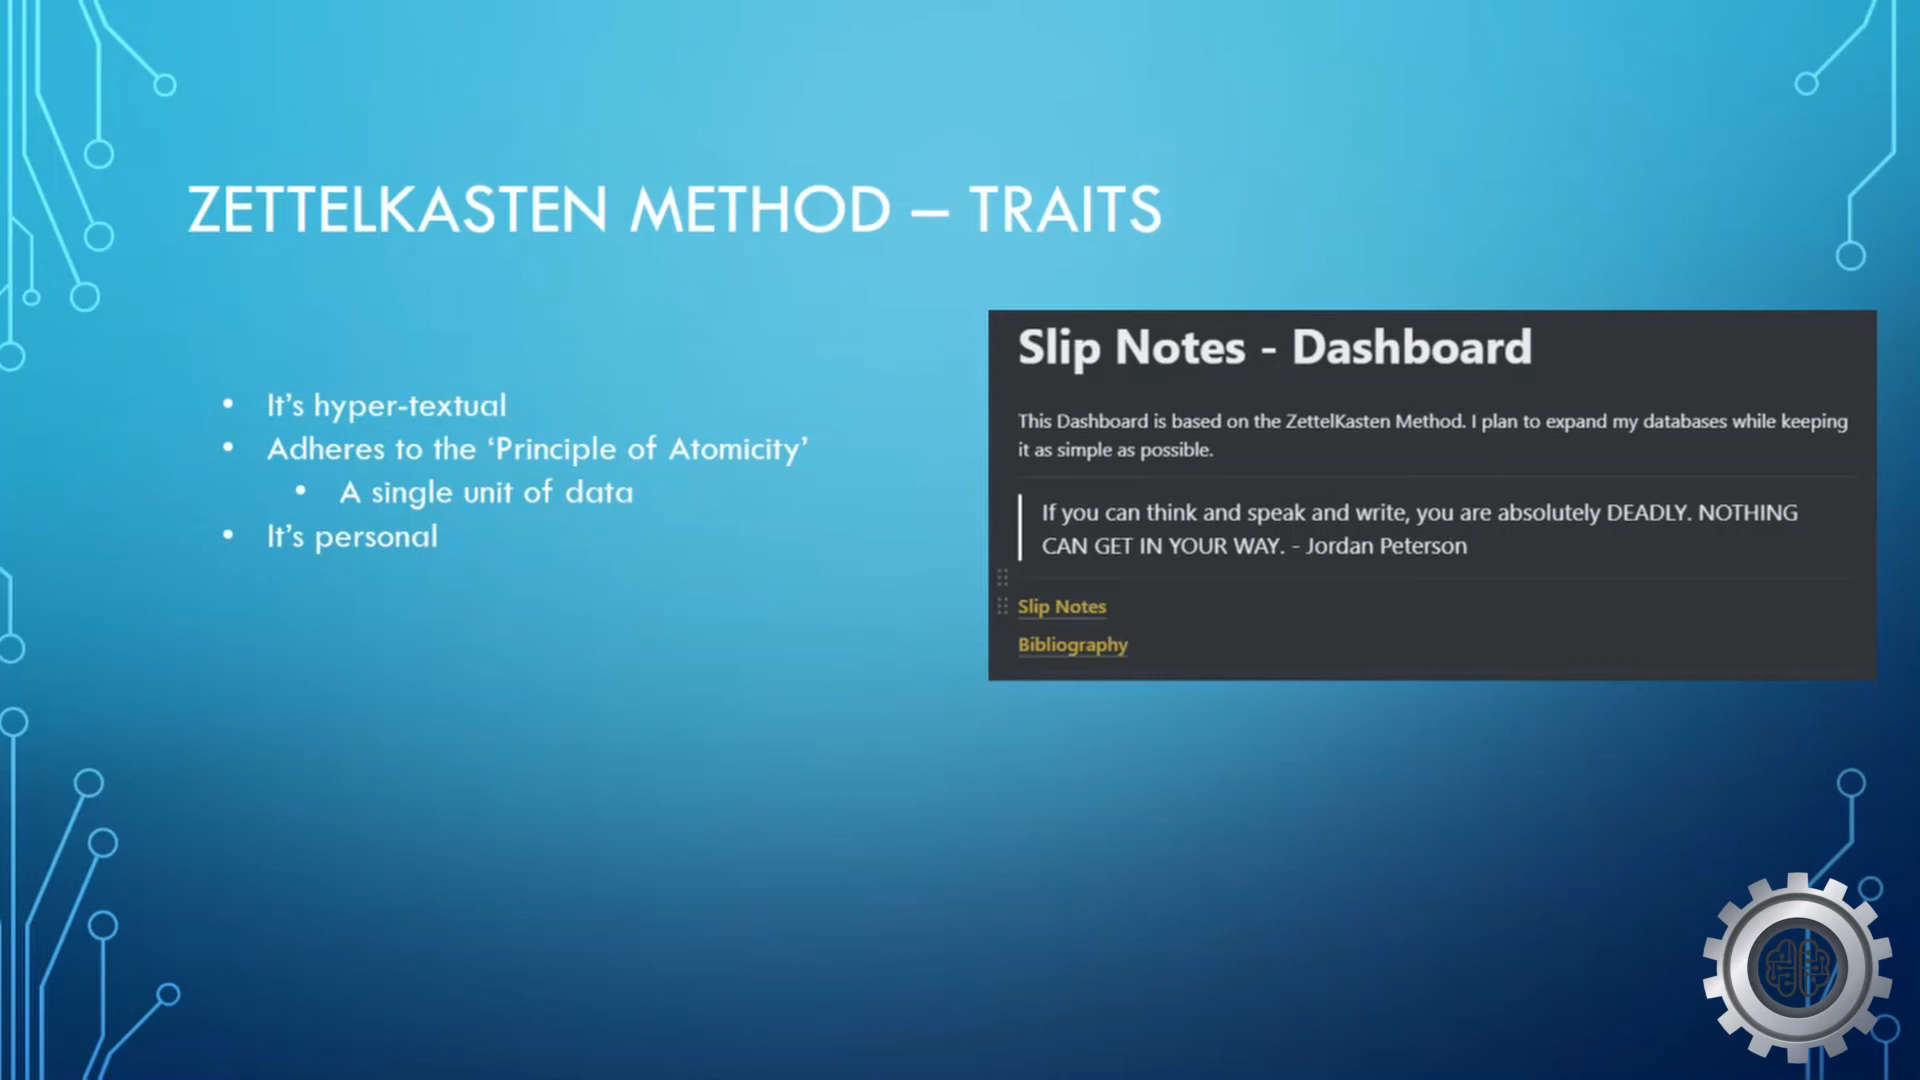 ZETTELKASTEN METHOD – TRAITS
• It's hyper-textual
• Adheres to the ‘Principle of Atomicity’
• A single unit of data
• It's personal
Slip Notes - Dashboard
This Dashboard is based on the ZettelKasten Method. I plan to expand my databases while keeping
it as simple as possible.
If you can think and speak and write, you are absolutely DEADLY. NOTHING
CAN GET IN YOUR WAY. - Jordan Peterson
Slip Notes
Bibliography